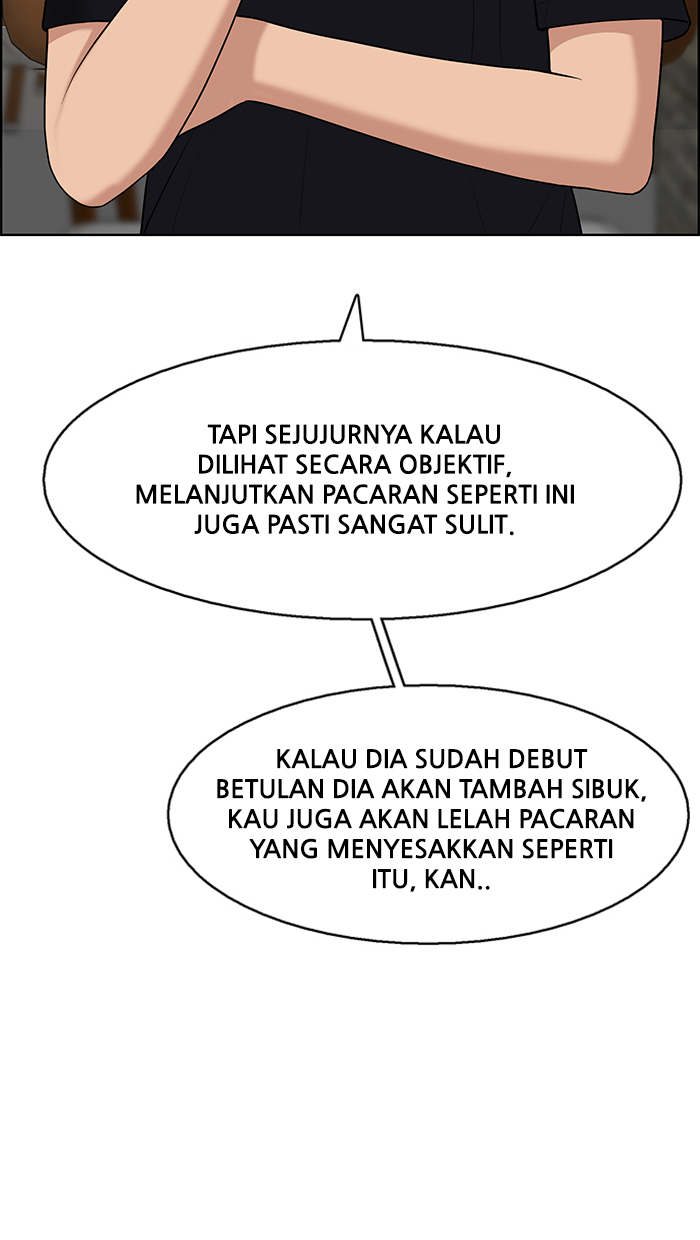 TAPI SEJUJURNYA KALAU
DILIHAT SECARA OBJEKTIF,
MELANJUTKAN PACARAN SEPERTI INI
JUGA PASTI SANGAT SULIT.
KALAU DIA SUDAH DEBUT
BETULAN DIA AKAN TAMBAH SIBUK,
KAU JUGA AKAN LELAH PACARAN
YANG MENYESAKKAN SEPERTI
ITU, KAN..